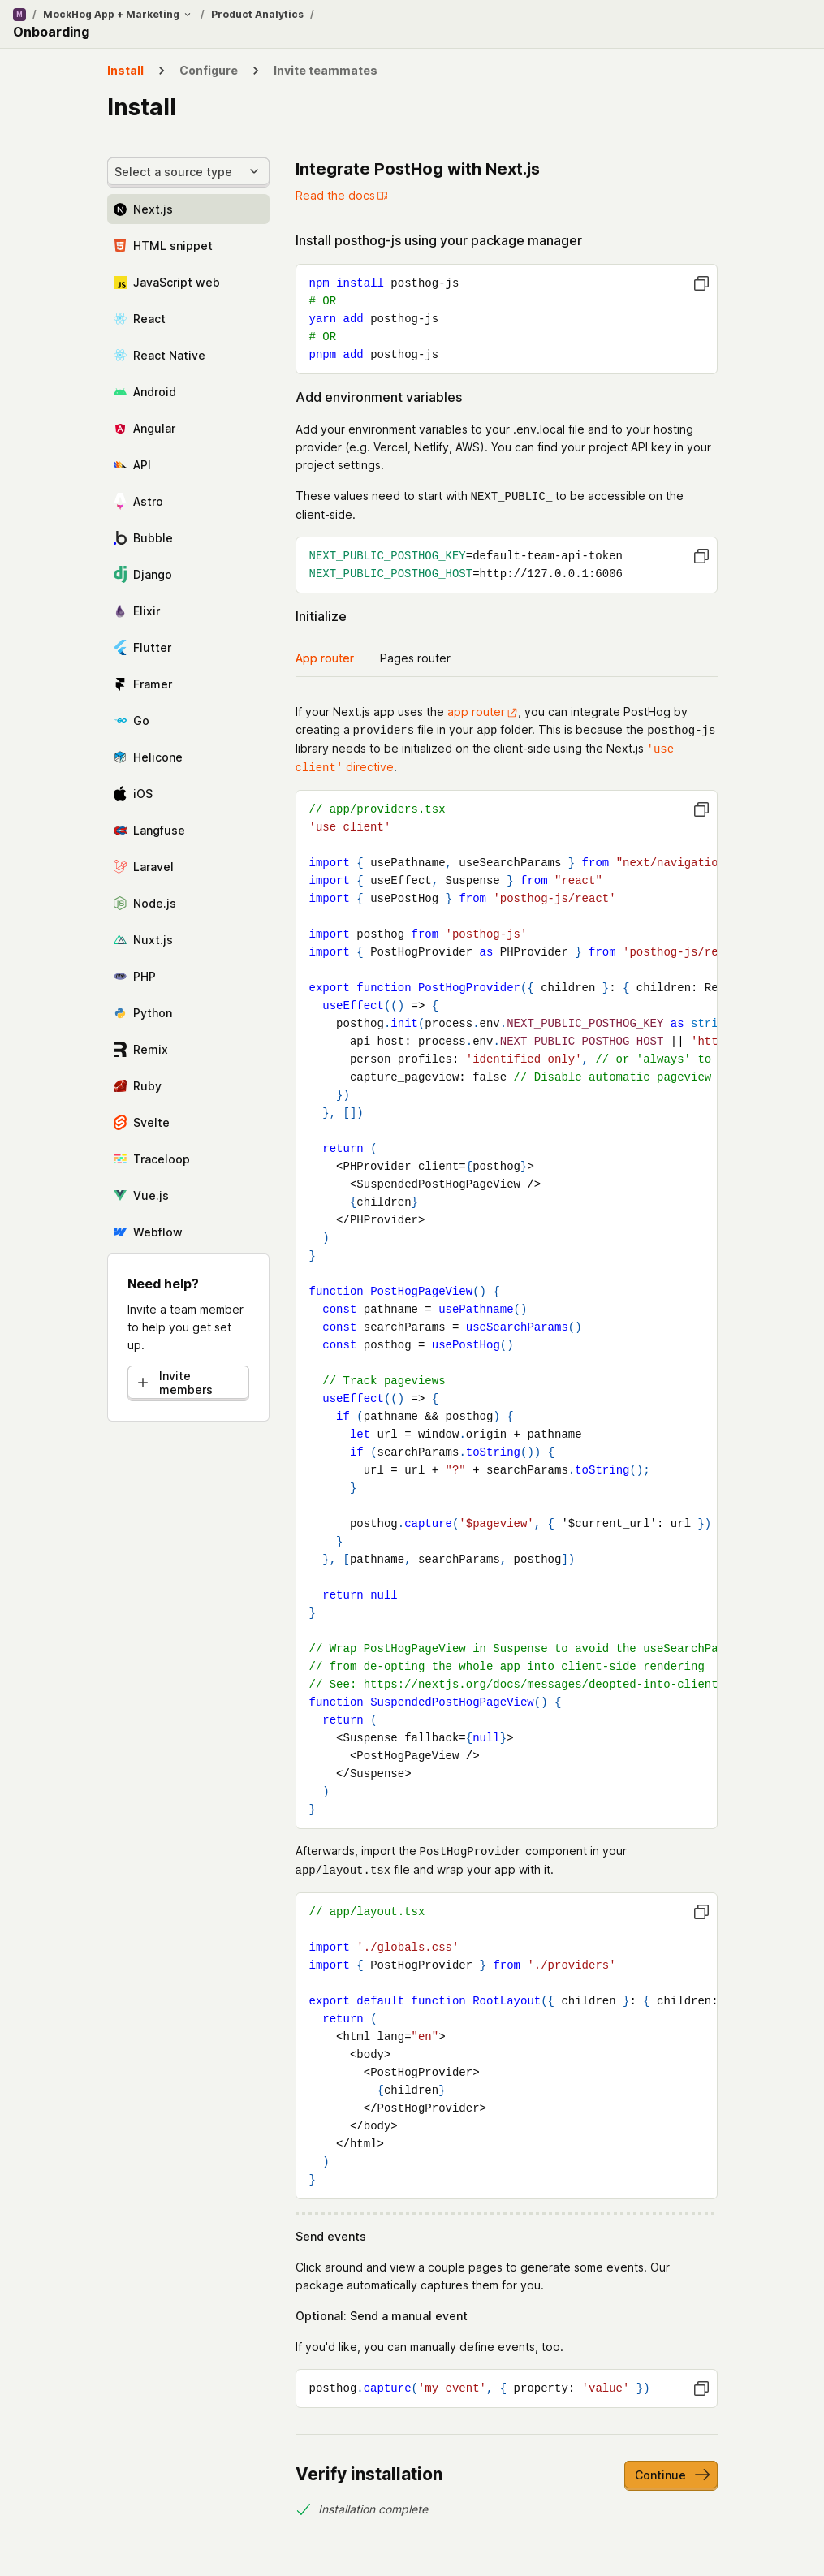 M / MockHog App + Marketing / Product Analytics /
Onboarding
Install > Configure > Invite teammates
Install
Select a source type
Next.js
HTML snippet
JavaScript web
React
React Native
Android
Angular
API
Astro
Bubble
Django
Elixir
Flutter
Framer
Go
Helicone
iOS
Langfuse
Laravel
Node.js
Nuxt.js
PHP
Python
Remix
Ruby
Svelte
Traceloop
Vue.js
Webflow
Need help?
Invite a team member
to help you get set
up.
Invite
members
Integrate PostHog with Next.js
Read the docs
Install posthog-js using your package manager
npm install posthog-js
# OR
yarn add posthog-js
# OR
pnpm add posthog-js
Add environment variables
Add your environment variables to your .env.local file and to your hosting
provider (e.g. Vercel, Netlify, AWS). You can find your project API key in your
project settings.
These values need to start with NEXT_PUBLIC_ to be accessible on the
client-side.
NEXT_PUBLIC_POSTHOG_KEY=default-team-api-token
NEXT_PUBLIC_POSTHOG_HOST=http://127.0.0.1:6006
Initialize
App router Pages router
If your Next.js app uses the app router, you can integrate PostHog by
creating a providers file in your app folder. This is because the posthog-js
library needs to be initialized on the client-side using the Next.js 'use
client' directive.
// app/providers.tsx
'use client'
import { usePathname, useSearchParams } from "next/navigatio
import { useEffect, Suspense } from "react"
import { usePostHog } from 'posthog-js/react'
import posthog from 'posthog-js'
import { PostHogProvider as PHProvider } from 'posthog-js/re
export function PostHogProvider({ children }: { children: Re
  useEffect(() => {
    posthog.init(process.env.NEXT_PUBLIC_POSTHOG_KEY as stri
      api_host: process.env.NEXT_PUBLIC_POSTHOG_HOST || 'htt
      person_profiles: 'identified_only', // or 'always' to
      capture_pageview: false // Disable automatic pageview
    })
  }, [])
  return (
    <PHProvider client={posthog}>
      <SuspendedPostHogPageView />
      {children}
    </PHProvider>
  )
}
function PostHogPageView() {
  const pathname = usePathname()
  const searchParams = useSearchParams()
  const posthog = usePostHog()
  // Track pageviews
  useEffect(() => {
    if (pathname && posthog) {
      let url = window.origin + pathname
      if (searchParams.toString()) {
        url = url + "?" + searchParams.toString();
      }
      posthog.capture('$pageview', { '$current_url': url })
    }
  }, [pathname, searchParams, posthog])
  return null
}
// Wrap PostHogPageView in Suspense to avoid the useSearchPa
// from de-opting the whole app into client-side rendering
// See: https://nextjs.org/docs/messages/deopted-into-client
function SuspendedPostHogPageView() {
  return (
    <Suspense fallback={null}>
      <PostHogPageView />
    </Suspense>
  )
}
Afterwards, import the PostHogProvider component in your
app/layout.tsx file and wrap your app with it.
// app/layout.tsx
import './globals.css'
import { PostHogProvider } from './providers'
export default function RootLayout({ children }: { children:
  return (
    <html lang="en">
      <body>
        <PostHogProvider>
          {children}
        </PostHogProvider>
      </body>
    </html>
  )
}
Send events
Click around and view a couple pages to generate some events. Our
package automatically captures them for you.
Optional: Send a manual event
If you'd like, you can manually define events, too.
posthog.capture('my event', { property: 'value' })
Verify installation
Continue
Installation complete